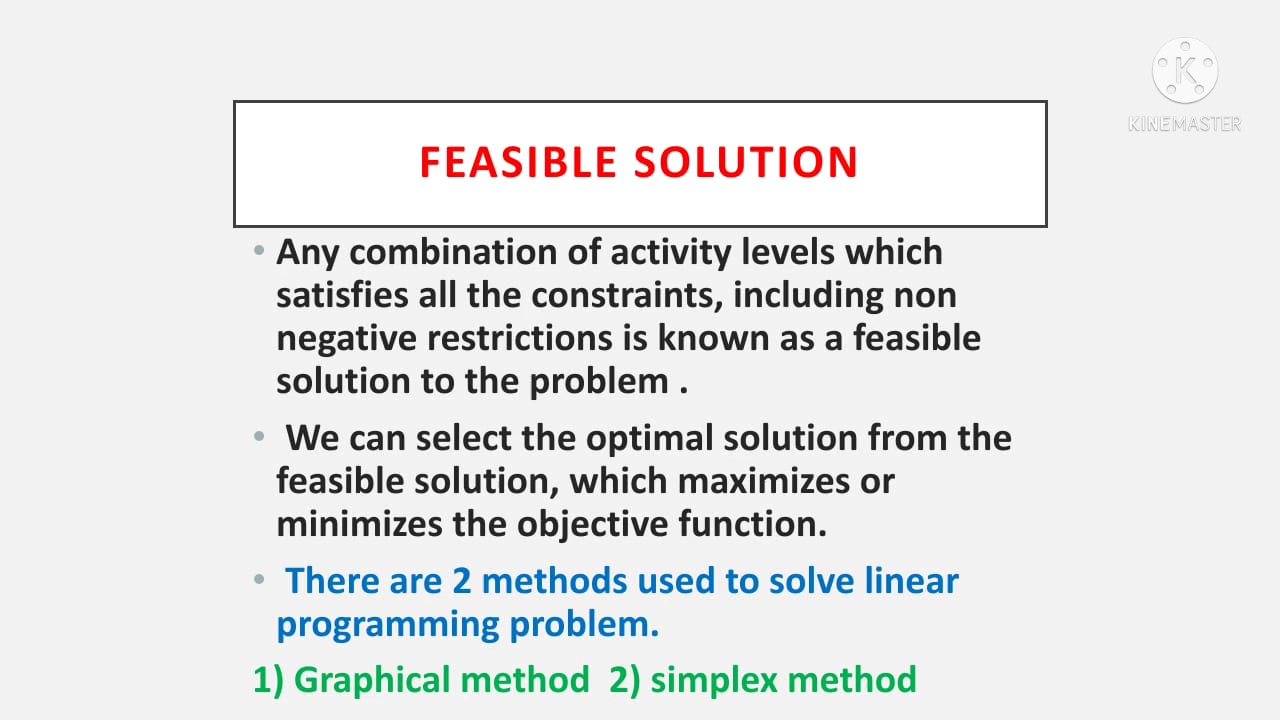 KINEMASTER
FEASIBLE SOLUTION
• Any combination of activity levels which
satisfies all the constraints, including non
negative restrictions is known as a feasible
solution to the problem .
• We can select the optimal solution from the
feasible solution, which maximizes or
minimizes the objective function.
• There are 2 methods used to solve linear
programming problem.
1) Graphical method 2) simplex method